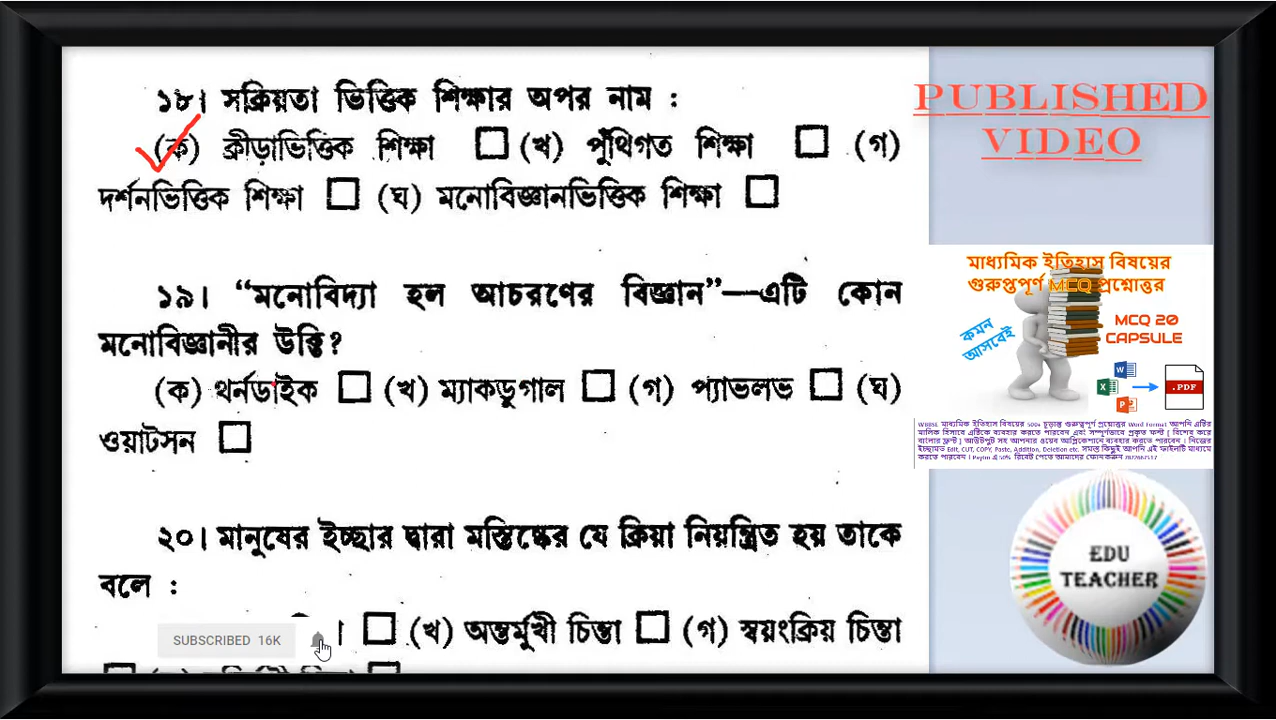 ১৮। সক্রিয়তা ভিত্তিক শিক্ষার অপর নাম :
(ক) ক্রীড়াভিত্তিক শিক্ষা (খ) পুঁথিগত শিক্ষা (গ)
দর্শনভিত্তিক শিক্ষা (ঘ) মনোবিজ্ঞানভিত্তিক শিক্ষা
১৯। “মনোবিদ্যা হল আচরণের বিজ্ঞান”—এটি কোন
মনোবিজ্ঞানীর উক্তি?
(ক) থর্নডাইক (খ) ম্যাকডুগাল (গ) প্যাভলভ (ঘ)
ওয়াটসন
২০। মানুষের ইচ্ছার দ্বারা মস্তিষ্কের যে ক্রিয়া নিয়ন্ত্রিত হয় তাকে
বলে :
(খ) অন্তর্মুখী চিন্তা (গ) স্বয়ংক্রিয় চিন্তা
SUBSCRIBED 16K
PUBLISHED
VIDEO
মাধ্যমিক ইতিহাস বিষয়ের
গুরুপ্তপূর্ণ MCQ প্রশ্নোত্তর
কমন
আসবেই
MCQ 20
CAPSULE
W
X
P
.PDF
EDU
TEACHER